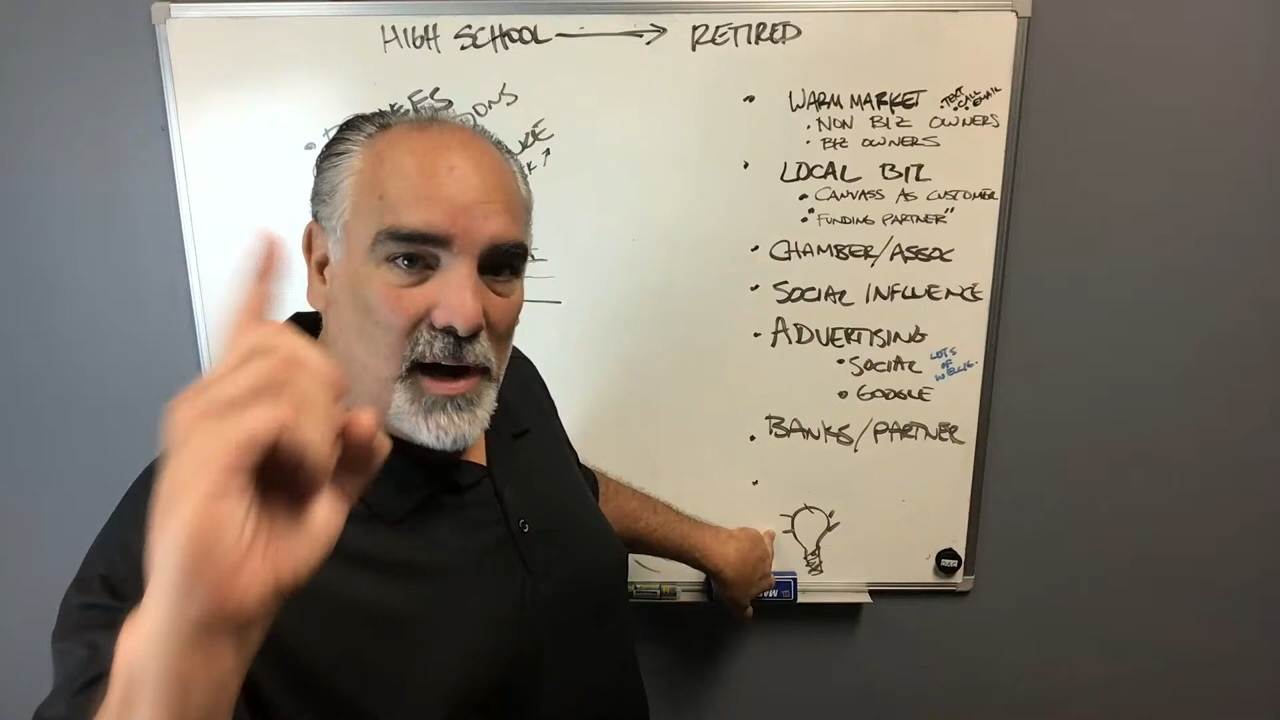 HIGH SCHOOL → RETIRED
• WARM MARKET • TEXT • CALL • EMAIL
• NON BIZ OWNERS
• BIZ OWNERS
• LOCAL BIZ
• CANVASS AS CUSTOMER
• "FUNDING PARTNER"
• CHAMBER/ASSOC
• SOCIAL INFLUENCE
• ADVERTISING
• SOCIAL LOTS OF
• GOOGLE
• BANKS/PARTNER